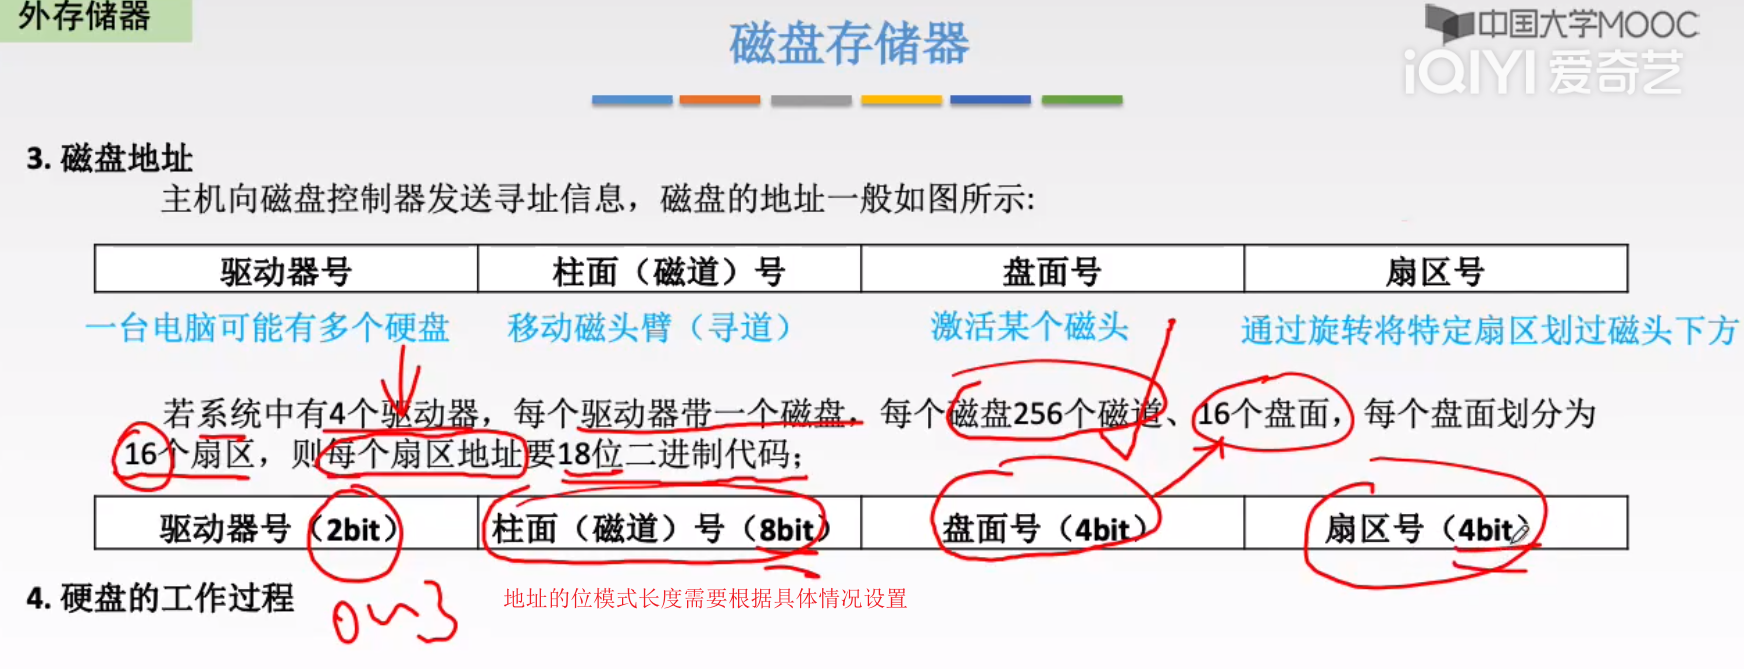 外存储器
中国大学MOOC
磁盘存储器
iQIYI 爱奇艺
3. 磁盘地址
主机向磁盘控制器发送寻址信息，磁盘的地址一般如图所示:
驱动器号 柱面（磁道）号 盘面号 扇区号
一台电脑可能有多个硬盘 移动磁头臂（寻道） 激活某个磁头 通过旋转将特定扇区划过磁头下方
若系统中有4个驱动器，每个驱动器带一个磁盘，每个磁盘256个磁道、16个盘面，每个盘面划分为
16个扇区，则每个扇区地址要18位二进制代码；
驱动器号（2bit） 柱面（磁道）号（8bit） 盘面号（4bit） 扇区号（4bit）
4. 硬盘的工作过程
地址的位模式长度需要根据具体情况设置
0~3